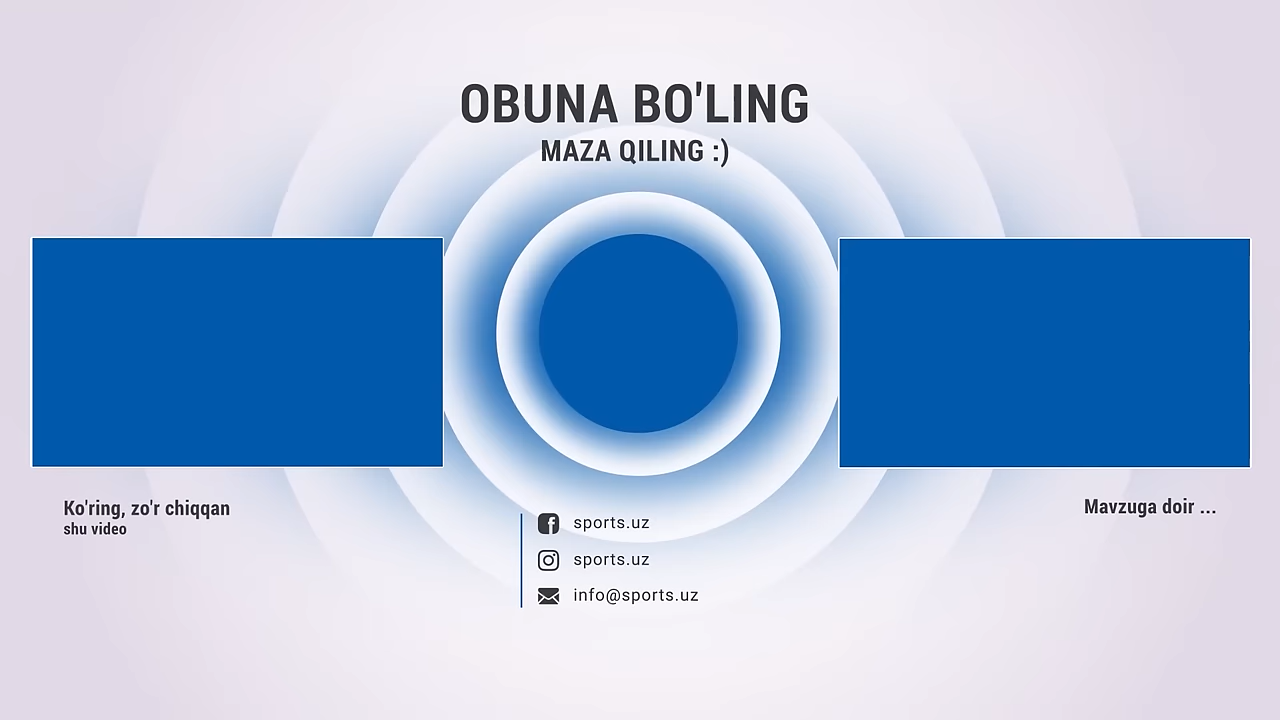 OBUNA BO'LING
MAZA QILING :)
Ko'ring, zo'r chiqqan
shu video
Mavzuga doir ...
sports.uz
sports.uz
info@sports.uz